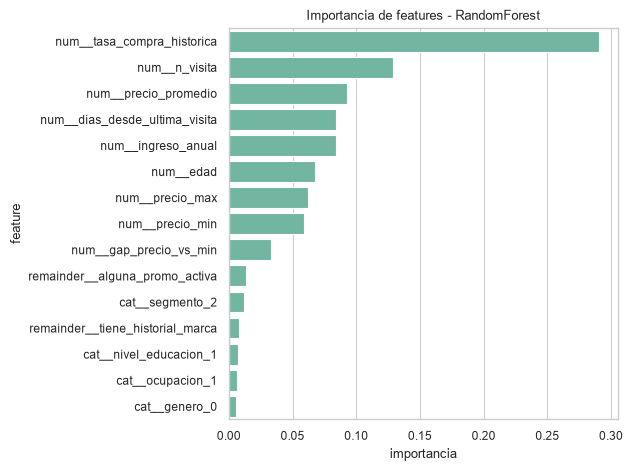 Importancia de features - RandomForest
num__tasa_compra_historica
num__n_visita
num__precio_promedio
num__dias_desde_ultima_visita
num__ingreso_anual
num__edad
num__precio_max
num__precio_min
num__gap_precio_vs_min
remainder__alguna_promo_activa
cat__segmento_2
remainder__tiene_historial_marca
cat__nivel_educacion_1
cat__ocupacion_1
cat__genero_0
feature
0.00 0.05 0.10 0.15 0.20 0.25 0.30
importancia